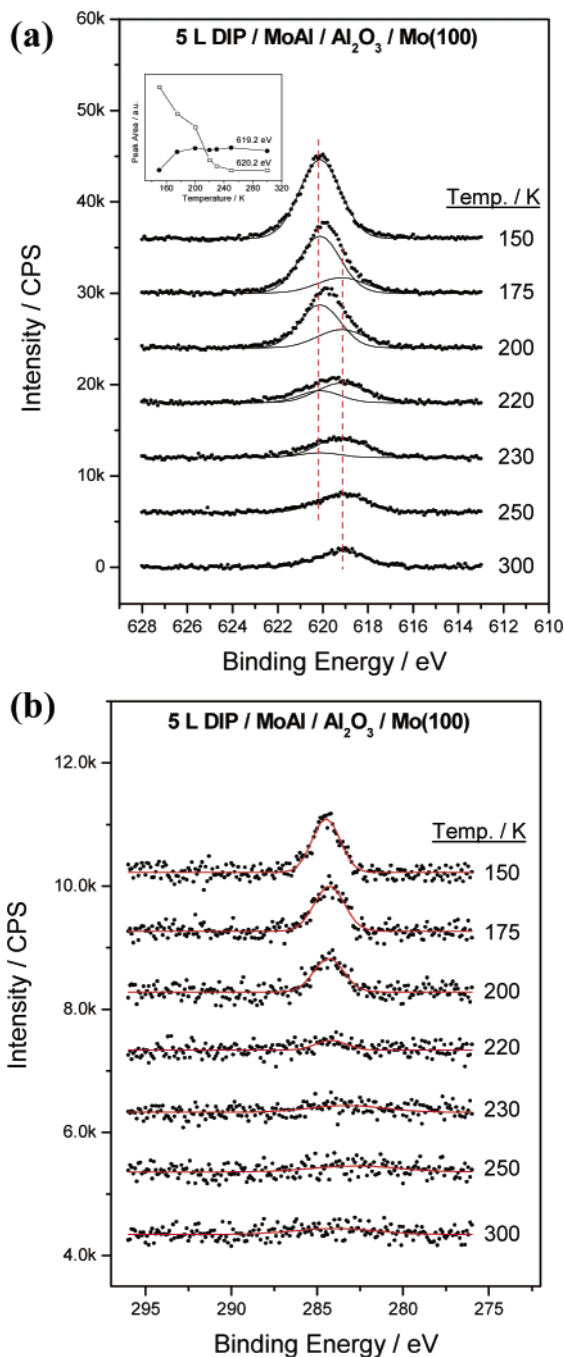 (a)
5 L DIP / MoAl / Al₂O₃ / Mo(100)
60k
50k
40k
30k
20k
10k
0
Intensity / CPS
Peak Area / a.u.
619.2 eV
620.2 eV
160 200 240 280 320
Temperature / K
Temp. / K
150
175
200
220
230
250
300
628 626 624 622 620 618 616 614 612 610
Binding Energy / eV
(b)
5 L DIP / MoAl / Al₂O₃ / Mo(100)
12.0k
10.0k
8.0k
6.0k
4.0k
Intensity / CPS
Temp. / K
150
175
200
220
230
250
300
295 290 285 280 275
Binding Energy / eV